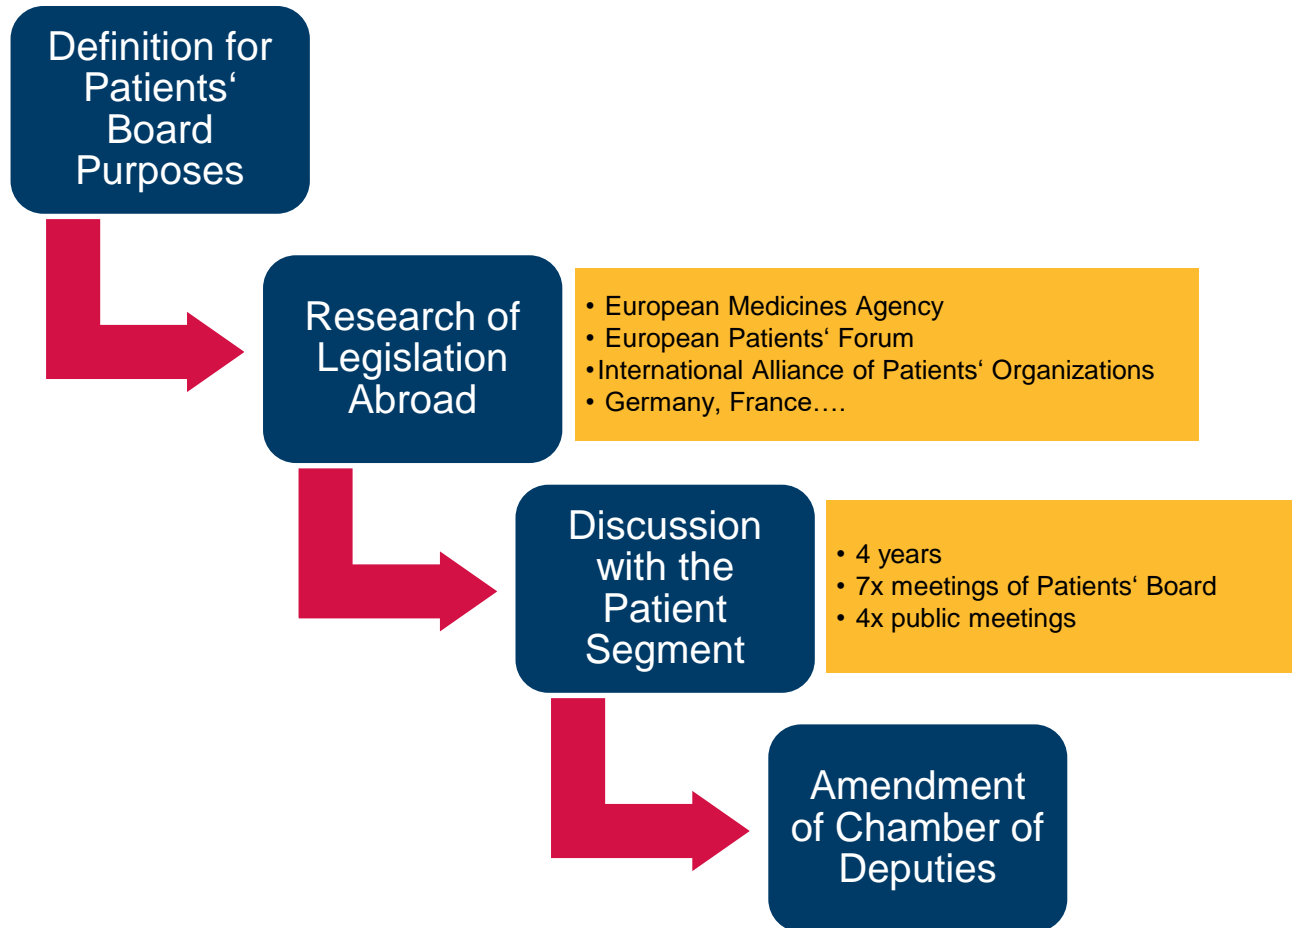 Definition for
Patients‘
Board
Purposes
Research of
Legislation
Abroad
• European Medicines Agency
• European Patients‘ Forum
•International Alliance of Patients‘ Organizations
• Germany, France….
Discussion
with the
Patient
Segment
• 4 years
• 7x meetings of Patients‘ Board
• 4x public meetings
Amendment
of Chamber of
Deputies